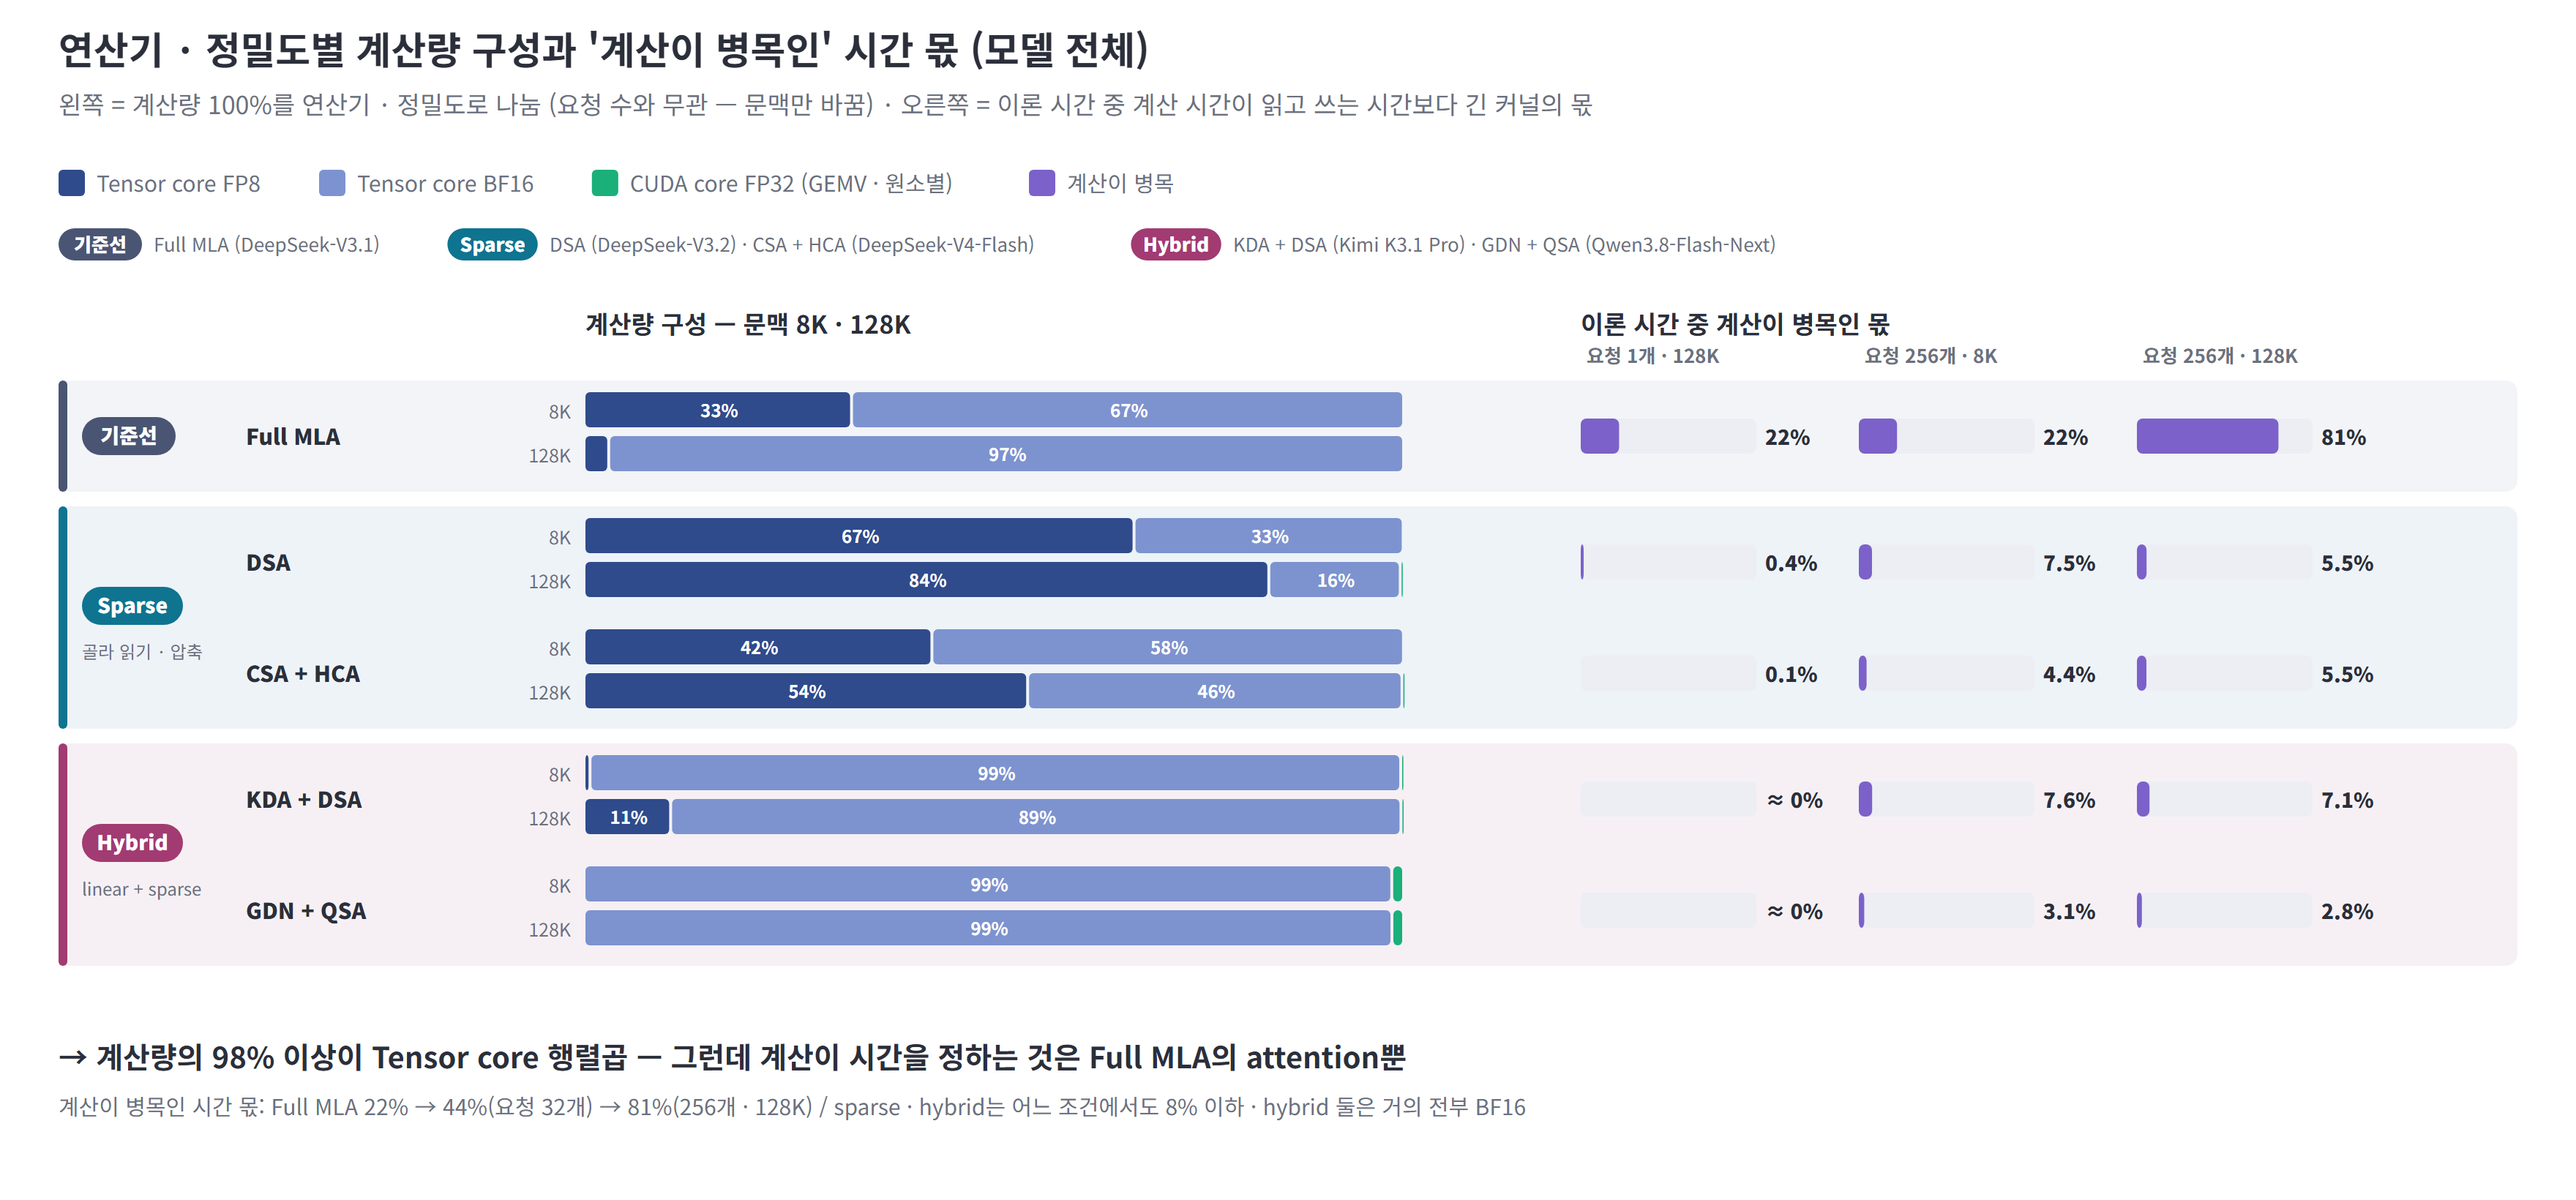 연산기 · 정밀도별 계산량 구성과 '계산이 병목인' 시간 몫 (모델 전체)
왼쪽 = 계산량 100%를 연산기 · 정밀도로 나눔 (요청 수와 무관 — 문맥만 바꿈) · 오른쪽 = 이론 시간 중 계산 시간이 읽고 쓰는 시간보다 긴 커널의 몫
Tensor core FP8 Tensor core BF16 CUDA core FP32 (GEMV · 원소별) 계산이 병목
기준선 Full MLA (DeepSeek-V3.1) Sparse DSA (DeepSeek-V3.2) · CSA + HCA (DeepSeek-V4-Flash) Hybrid KDA + DSA (Kimi K3.1 Pro) · GDN + QSA (Qwen3.8-Flash-Next)
계산량 구성 — 문맥 8K · 128K 이론 시간 중 계산이 병목인 몫
요청 1개 · 128K 요청 256개 · 8K 요청 256개 · 128K
8K 33% 67%
기준선 Full MLA 22% 22% 81%
128K 97%
8K 67% 33%
DSA 0.4% 7.5% 5.5%
128K 84% 16%
Sparse
골라 읽기 · 압축
8K 42% 58%
CSA + HCA 0.1% 4.4% 5.5%
128K 54% 46%
8K 99%
KDA + DSA ≈ 0% 7.6% 7.1%
128K 11% 89%
Hybrid
linear + sparse
8K 99%
GDN + QSA ≈ 0% 3.1% 2.8%
128K 99%
→ 계산량의 98% 이상이 Tensor core 행렬곱 — 그런데 계산이 시간을 정하는 것은 Full MLA의 attention뿐
계산이 병목인 시간 몫: Full MLA 22% → 44%(요청 32개) → 81%(256개 · 128K) / sparse · hybrid는 어느 조건에서도 8% 이하 · hybrid 둘은 거의 전부 BF16